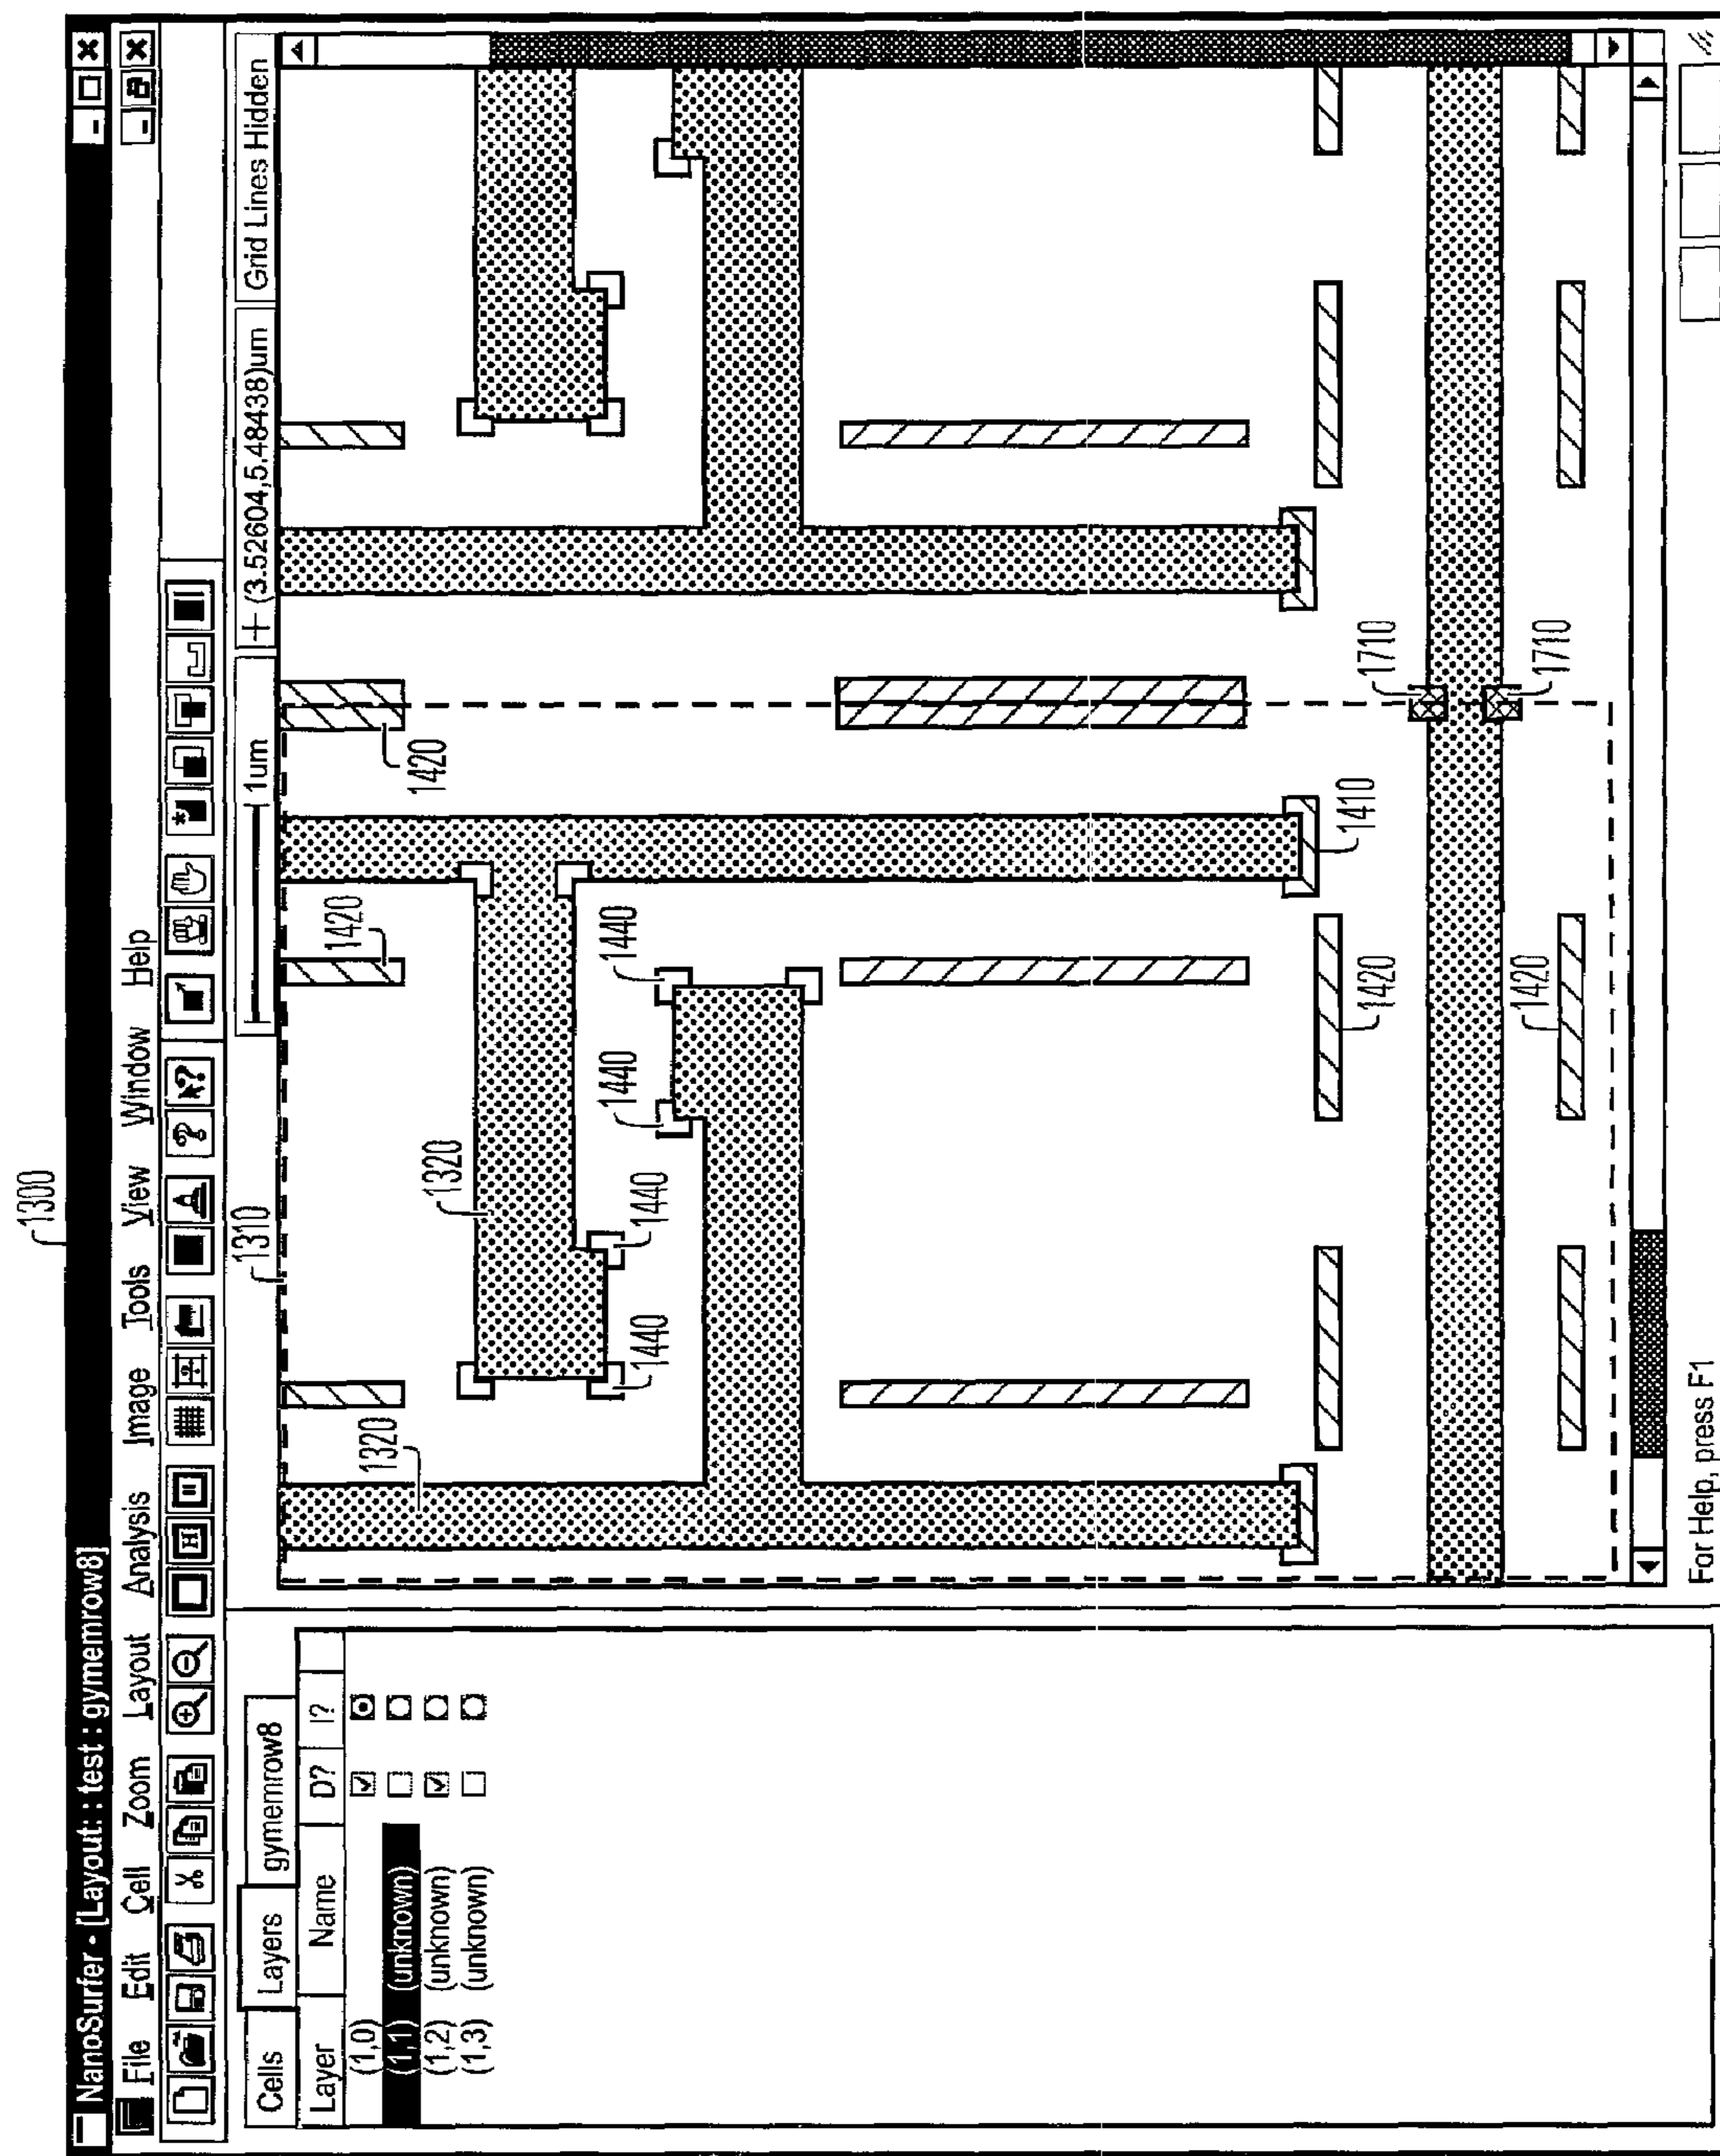 1300
NanoSurfer - [Layout: : test : gymemrow8]
File Edit Cell Zoom Layout Analysis Image Tools View Window Help
H
?
?
Cells Layers gymemrow8
1310
1um
(3.52604,5.48438)um
Grid Lines Hidden
Layer Name D? I?
(1,0)
(1,1) (unknown)
(1,2) (unknown)
(1,3) (unknown)
1320
1320
1420
1420
1440
1440
1440
1440
1410
1420
1710
1420
1710
For Help, press F1